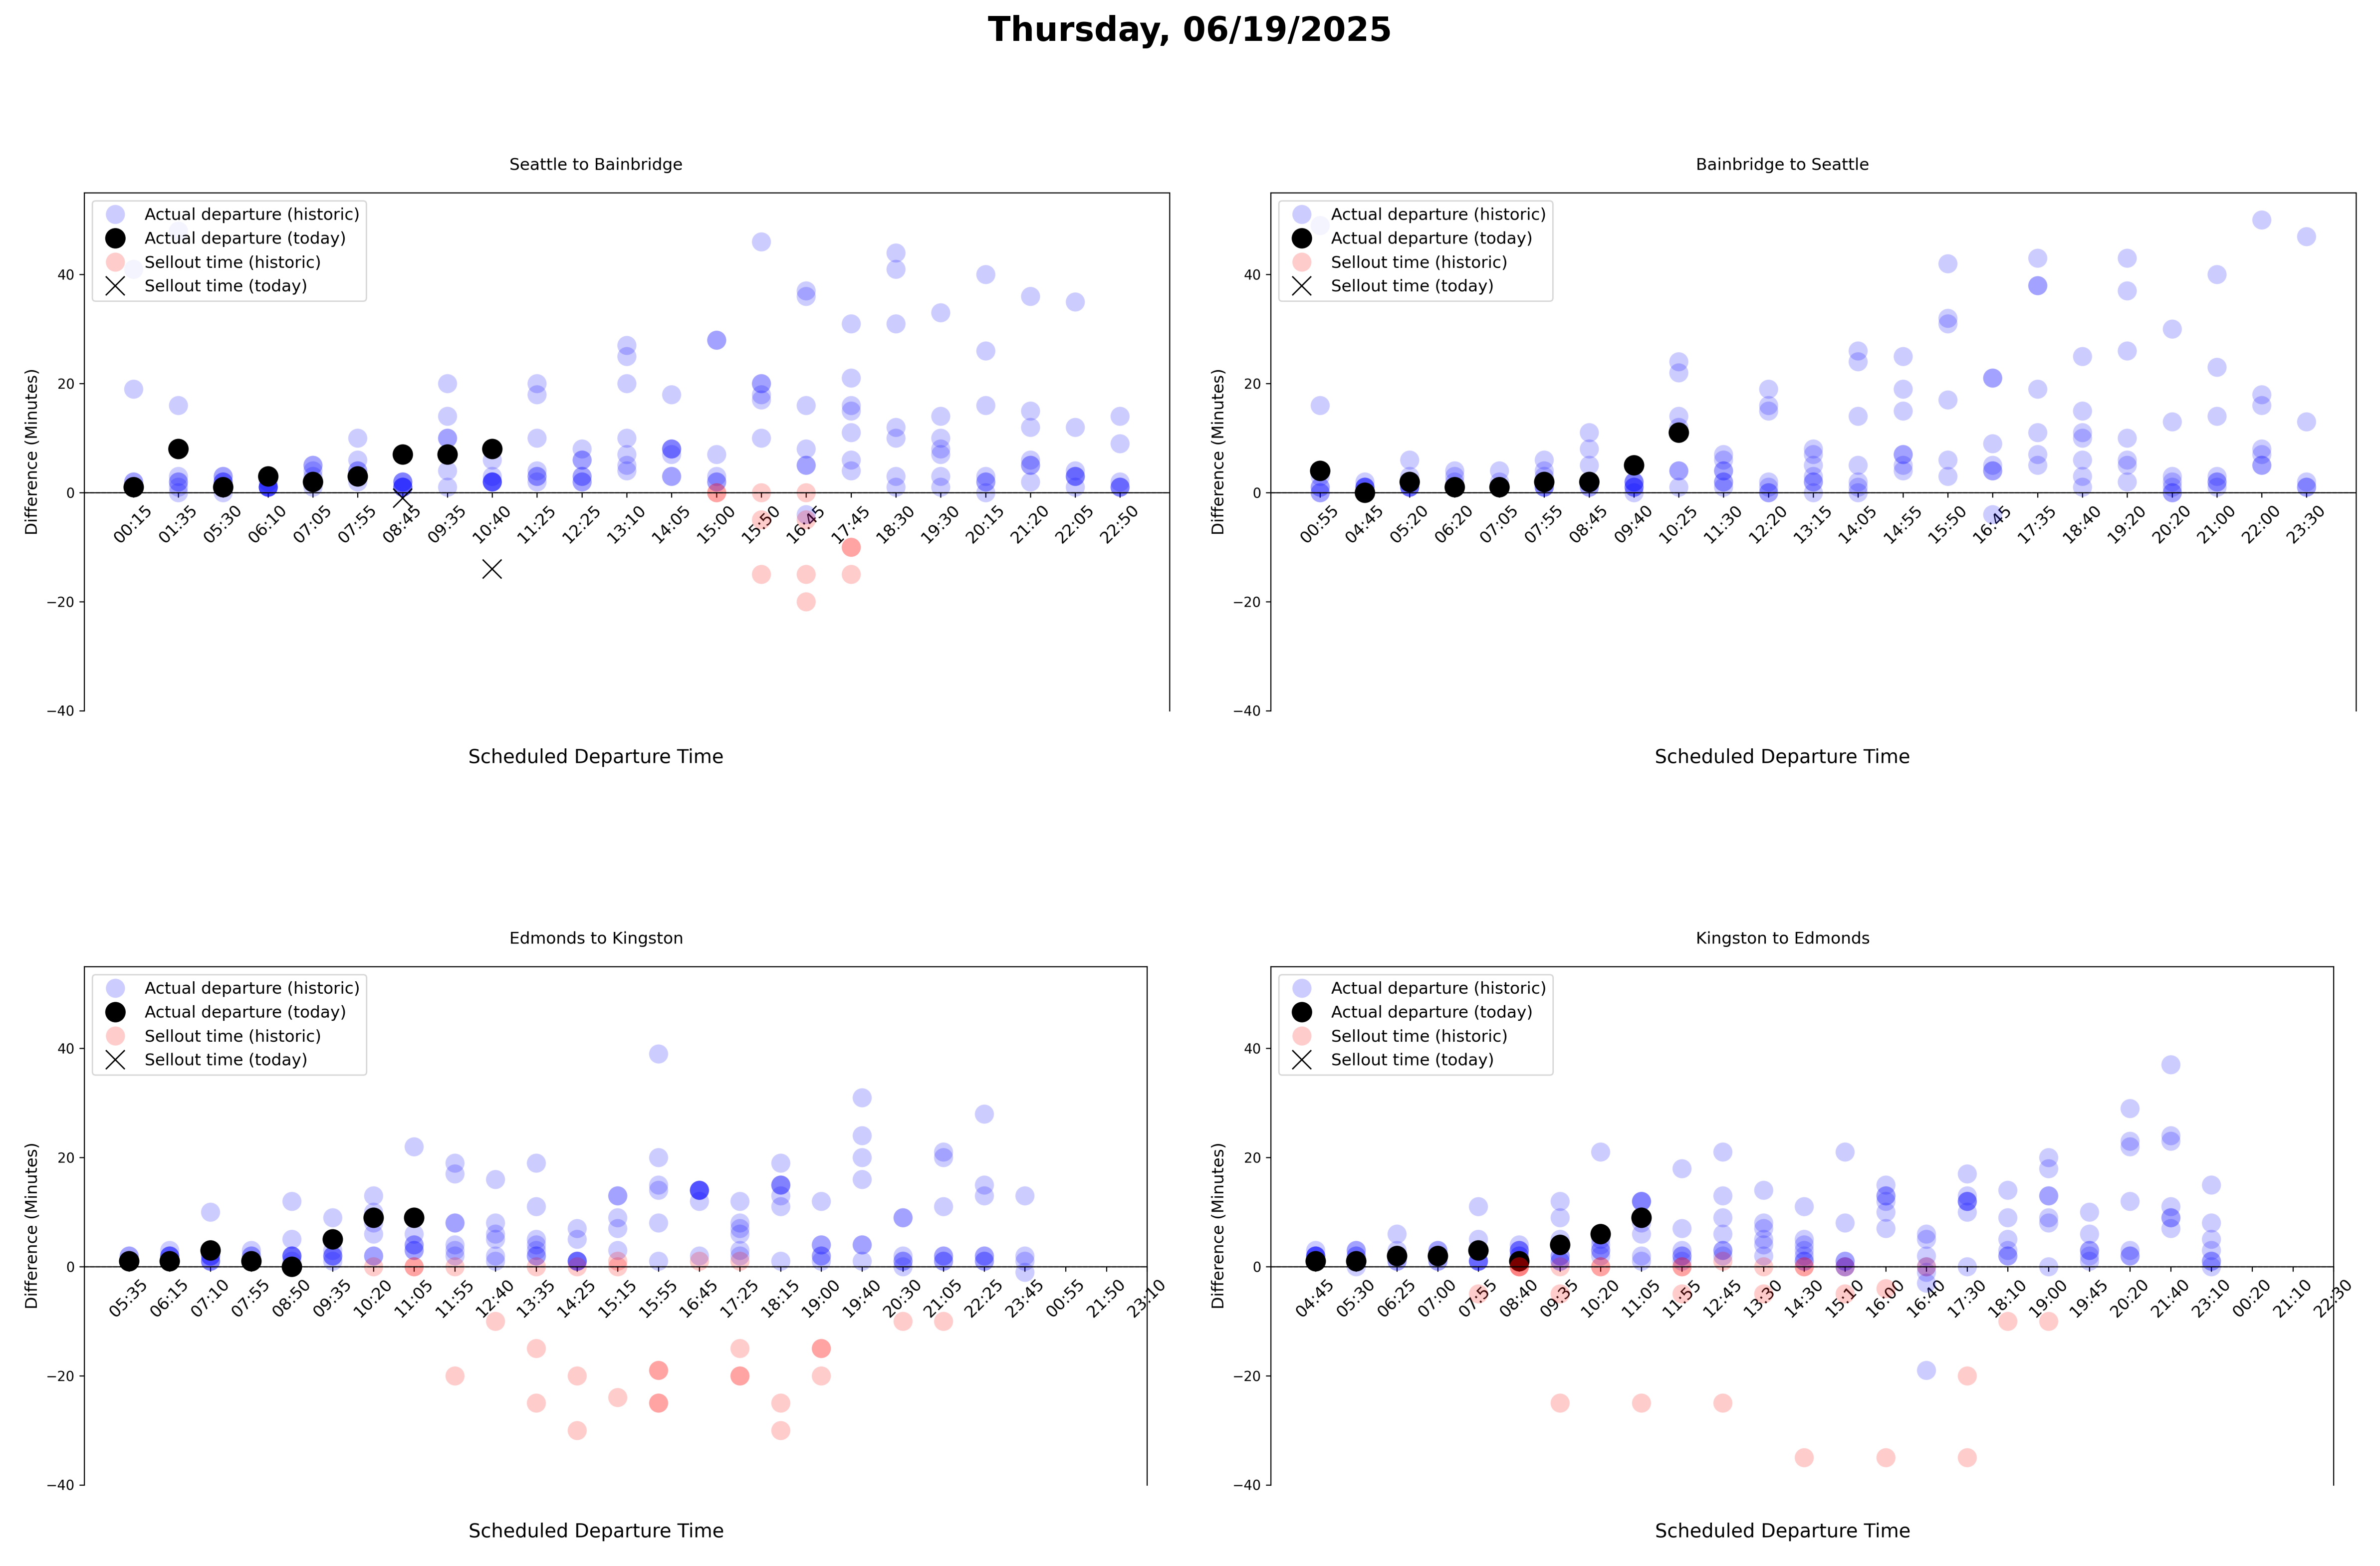 Thursday, 06/19/2025
Seattle to Bainbridge
Actual departure (historic)
Actual departure (today)
Sellout time (historic)
Sellout time (today)
Difference (Minutes)
40
20
0
−20
−40
00:15 01:35 05:30 06:10 07:05 07:55 08:45 09:35 10:40 11:25 12:25 13:10 14:05 15:00 15:50 16:45 17:45 18:30 19:30 20:15 21:20 22:05 22:50
Scheduled Departure Time
Bainbridge to Seattle
Actual departure (historic)
Actual departure (today)
Sellout time (historic)
Sellout time (today)
Difference (Minutes)
40
20
0
−20
−40
00:55 04:45 05:20 06:20 07:05 07:55 08:45 09:40 10:25 11:30 12:20 13:15 14:05 14:55 15:50 16:45 17:35 18:40 19:20 20:20 21:00 22:00 23:30
Scheduled Departure Time
Edmonds to Kingston
Actual departure (historic)
Actual departure (today)
Sellout time (historic)
Sellout time (today)
Difference (Minutes)
40
20
0
−20
−40
05:35 06:15 07:10 07:55 08:50 09:35 10:20 11:05 11:55 12:40 13:35 14:25 15:15 15:55 16:45 17:25 18:15 19:00 19:40 20:30 21:05 22:25 23:45 00:55 21:50 23:10
Scheduled Departure Time
Kingston to Edmonds
Actual departure (historic)
Actual departure (today)
Sellout time (historic)
Sellout time (today)
Difference (Minutes)
40
20
0
−20
−40
04:45 05:30 06:25 07:00 07:55 08:40 09:35 10:20 11:05 11:55 12:45 13:30 14:30 15:10 16:00 16:40 17:30 18:10 19:00 19:45 20:20 21:40 23:10 00:20 21:10 22:30
Scheduled Departure Time